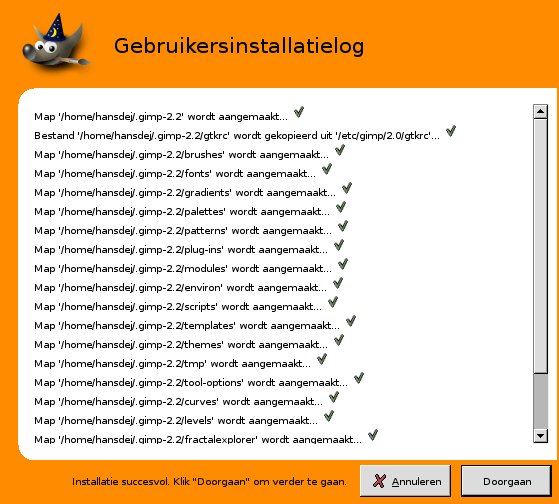 Gebruikersinstallatielog
Map '/home/hansdej/.gimp-2.2' wordt aangemaakt...
Bestand '/home/hansdej/.gimp-2.2/gtkrc' wordt gekopieerd uit '/etc/gimp/2.0/gtkrc'...
Map '/home/hansdej/.gimp-2.2/brushes' wordt aangemaakt...
Map '/home/hansdej/.gimp-2.2/fonts' wordt aangemaakt...
Map '/home/hansdej/.gimp-2.2/gradients' wordt aangemaakt...
Map '/home/hansdej/.gimp-2.2/palettes' wordt aangemaakt...
Map '/home/hansdej/.gimp-2.2/patterns' wordt aangemaakt...
Map '/home/hansdej/.gimp-2.2/plug-ins' wordt aangemaakt...
Map '/home/hansdej/.gimp-2.2/modules' wordt aangemaakt...
Map '/home/hansdej/.gimp-2.2/environ' wordt aangemaakt...
Map '/home/hansdej/.gimp-2.2/scripts' wordt aangemaakt...
Map '/home/hansdej/.gimp-2.2/templates' wordt aangemaakt...
Map '/home/hansdej/.gimp-2.2/themes' wordt aangemaakt...
Map '/home/hansdej/.gimp-2.2/tmp' wordt aangemaakt...
Map '/home/hansdej/.gimp-2.2/tool-options' wordt aangemaakt...
Map '/home/hansdej/.gimp-2.2/curves' wordt aangemaakt...
Map '/home/hansdej/.gimp-2.2/levels' wordt aangemaakt...
Map '/home/hansdej/.gimp-2.2/fractalexplorer' wordt aangemaakt...
Installatie succesvol. Klik "Doorgaan" om verder te gaan.
Annuleren
Doorgaan